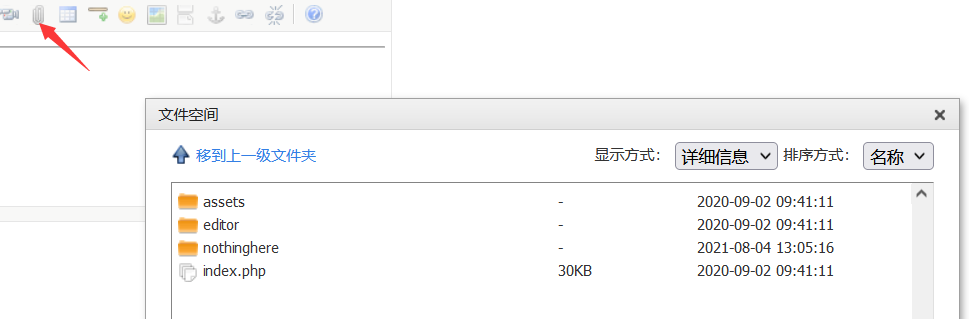 文件空间
移到上一级文件夹 显示方式： 详细信息 排序方式： 名称
assets - 2020-09-02 09:41:11
editor - 2020-09-02 09:41:11
nothinghere - 2021-08-04 13:05:16
index.php 30KB 2020-09-02 09:41:11